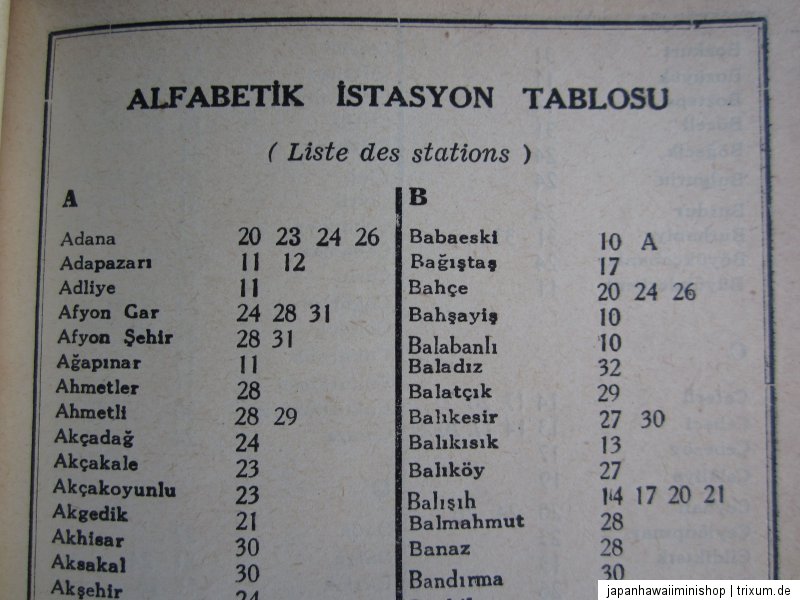 ALFABETİK İSTASYON TABLOSU
( Liste des stations )
A
Adana 20 23 24 26
Adapazarı 11 12
Adliye 11
Afyon Gar 24 28 31
Afyon Şehir 28 31
Ağapınar 11
Ahmetler 28
Ahmetli 28 29
Akçadağ 24
Akçakale 23
Akçakoyunlu 23
Akgedik 21
Akhisar 30
Aksakal 30
Akşehir 24
B
Babaeski 10 A
Bağıştaş 17
Bahçe 20 24 26
Bahşayiş 10
Balabanlı 10
Baladız 32
Balatçık 29
Balıkesir 27 30
Balıkısık 13
Balıköy 27
Balışıh 14 17 20 21
Balmahmut 28
Banaz 28
Bandırma 30
japanhawaiiminishop | trixum.de